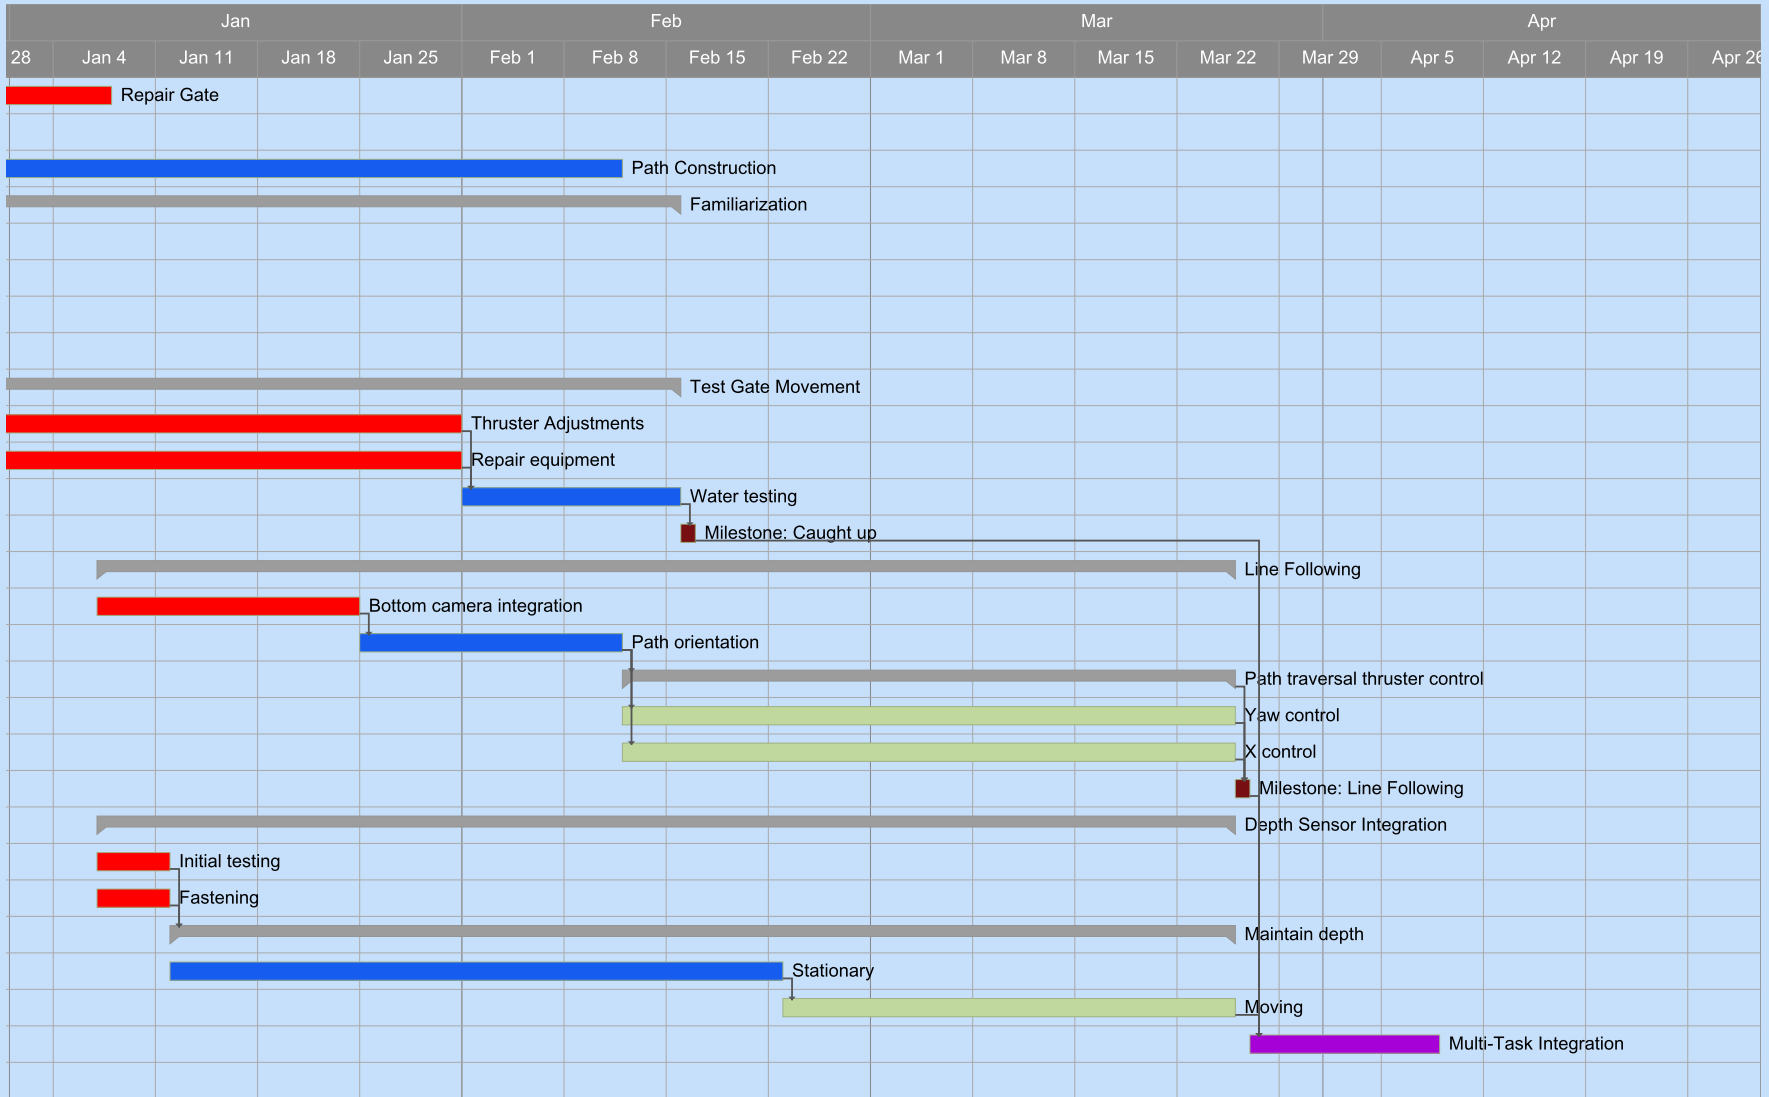 Jan Feb Mar Apr
28 Jan 4 Jan 11 Jan 18 Jan 25 Feb 1 Feb 8 Feb 15 Feb 22 Mar 1 Mar 8 Mar 15 Mar 22 Mar 29 Apr 5 Apr 12 Apr 19 Apr 26
Repair Gate
Path Construction
Familiarization
Test Gate Movement
Thruster Adjustments
Repair equipment
Water testing
Milestone: Caught up
Line Following
Bottom camera integration
Path orientation
Path traversal thruster control
Yaw control
X control
Milestone: Line Following
Depth Sensor Integration
Initial testing
Fastening
Maintain depth
Stationary
Moving
Multi-Task Integration